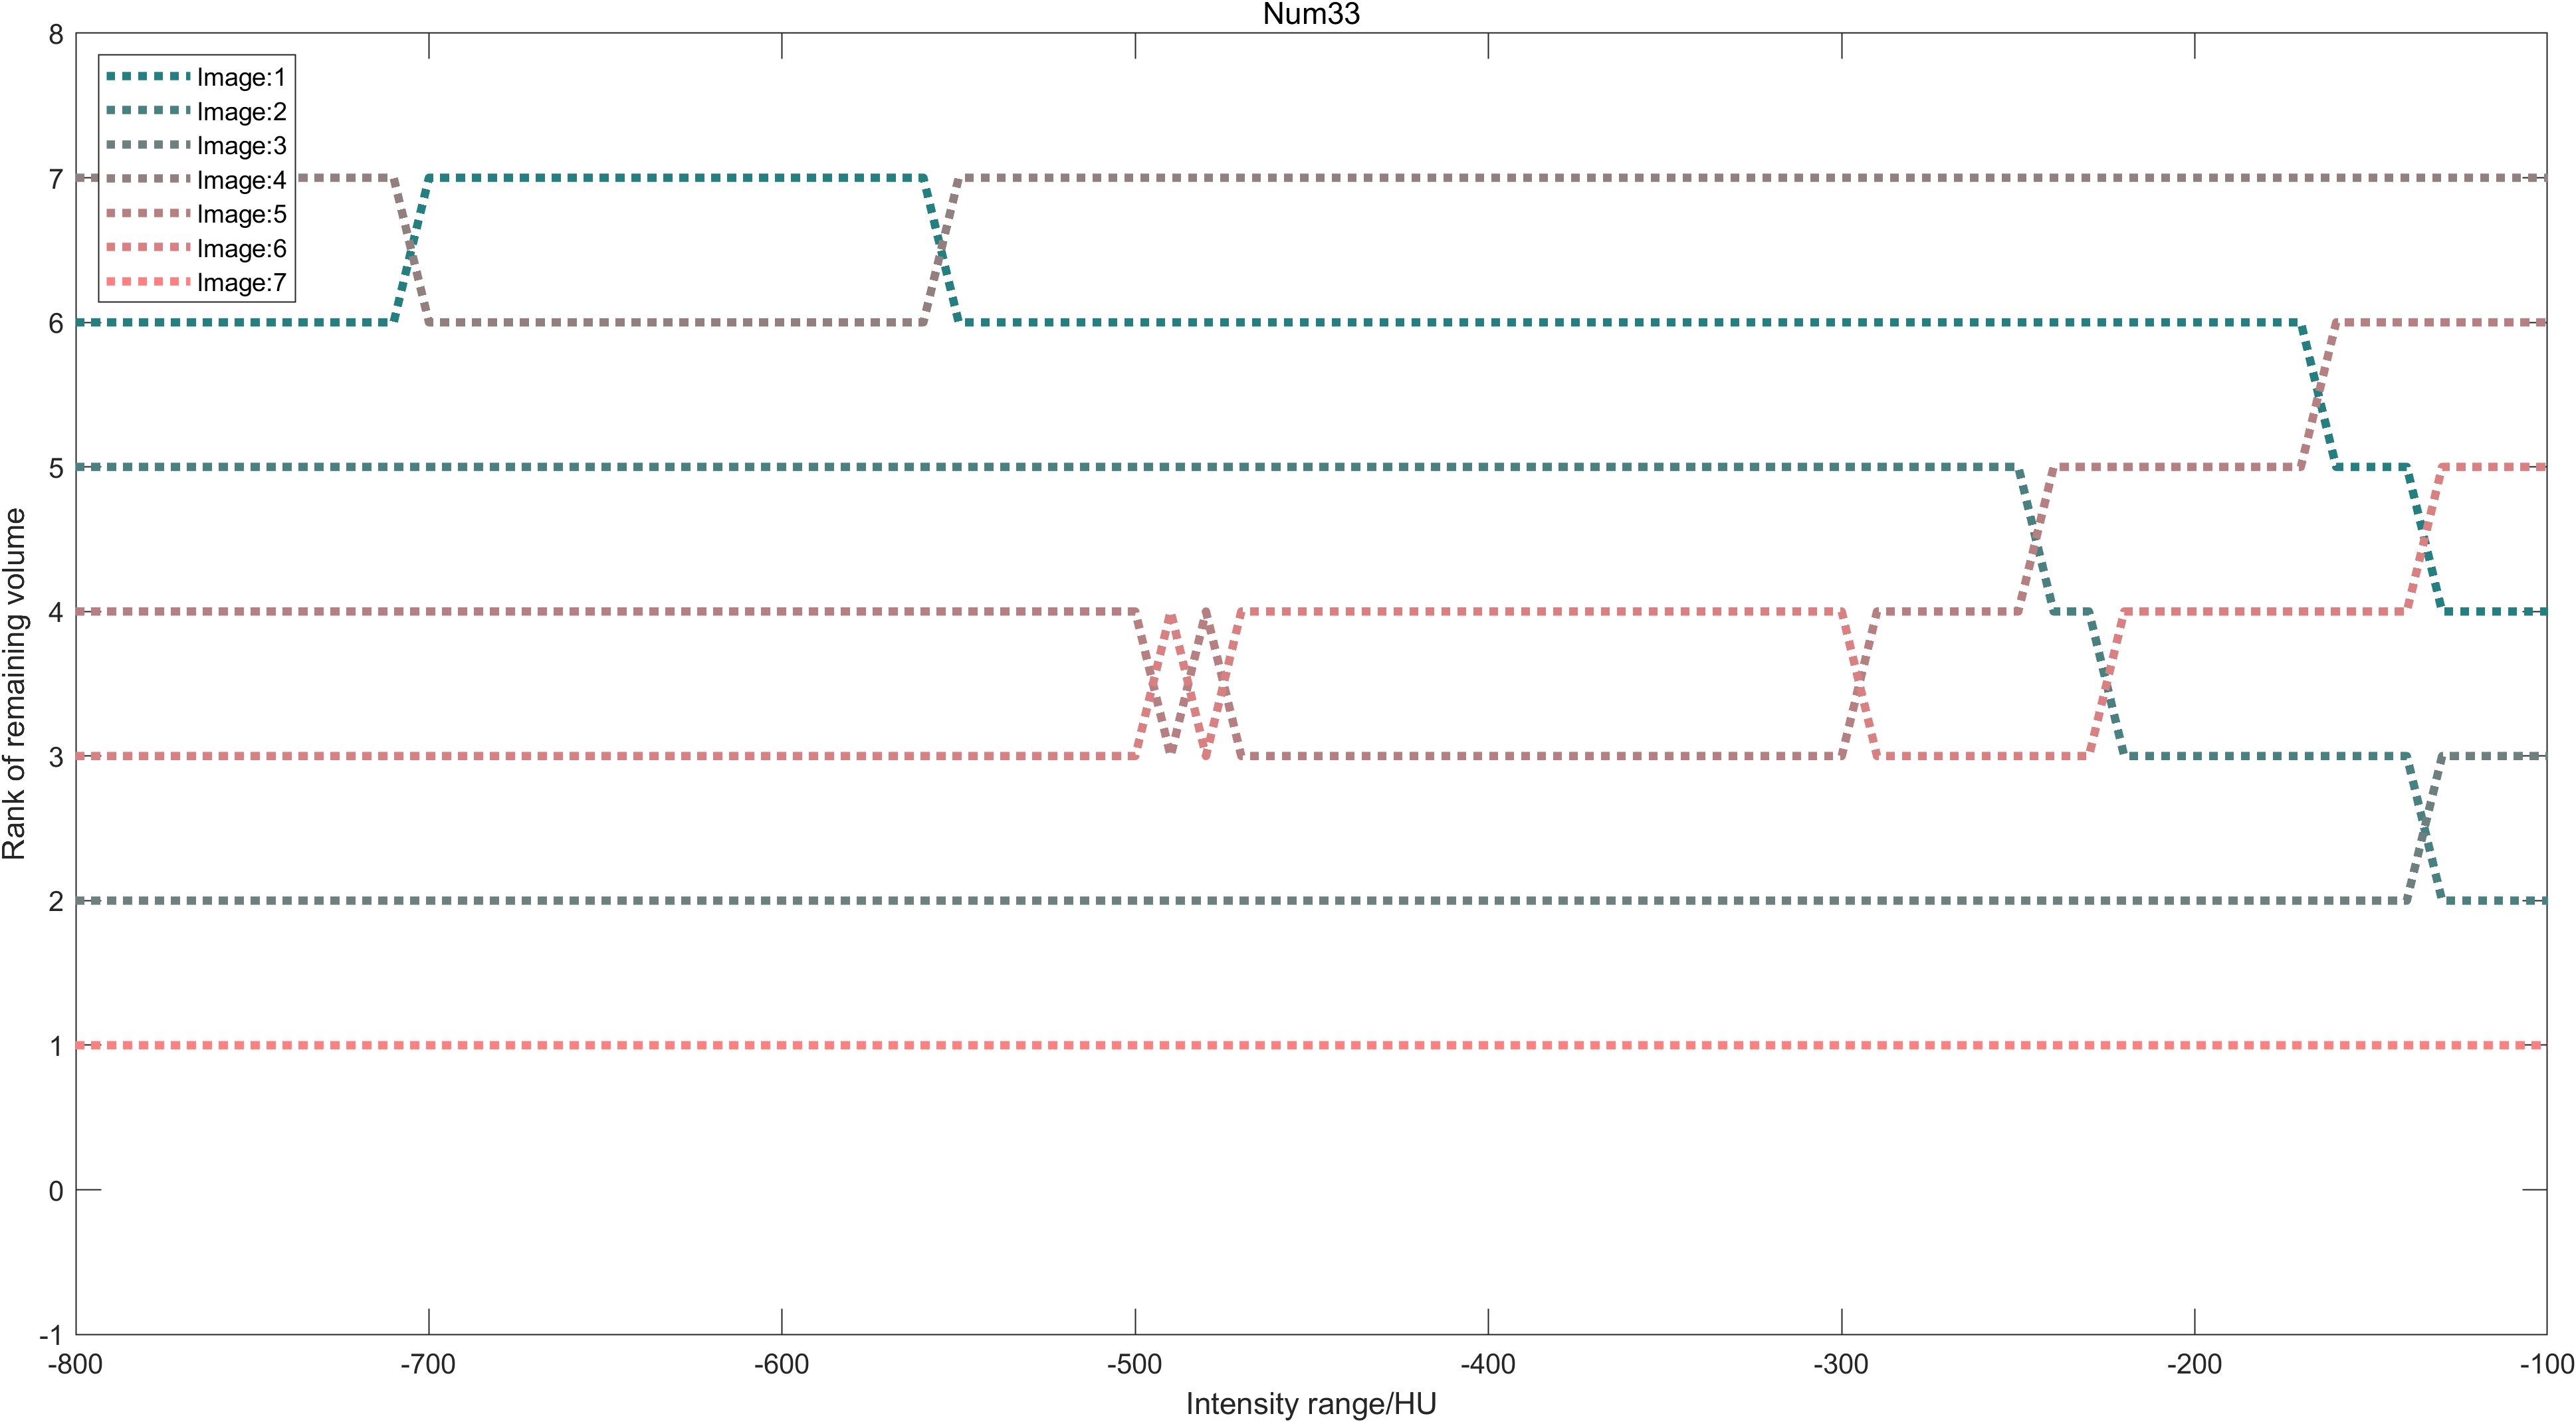 Num33
8
7
6
5
4
3
2
1
0
-1
Image:1
Image:2
Image:3
Image:4
Image:5
Image:6
Image:7
Rank of remaining volume
-800 -700 -600 -500 -400 -300 -200 -100
Intensity range/HU